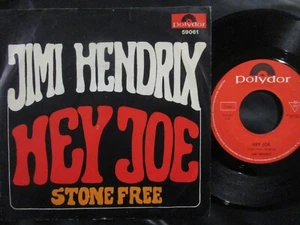 Polydor
59061
JIMI HENDRIX
HEY JOE
STONE FREE
Polydor
HEY JOE